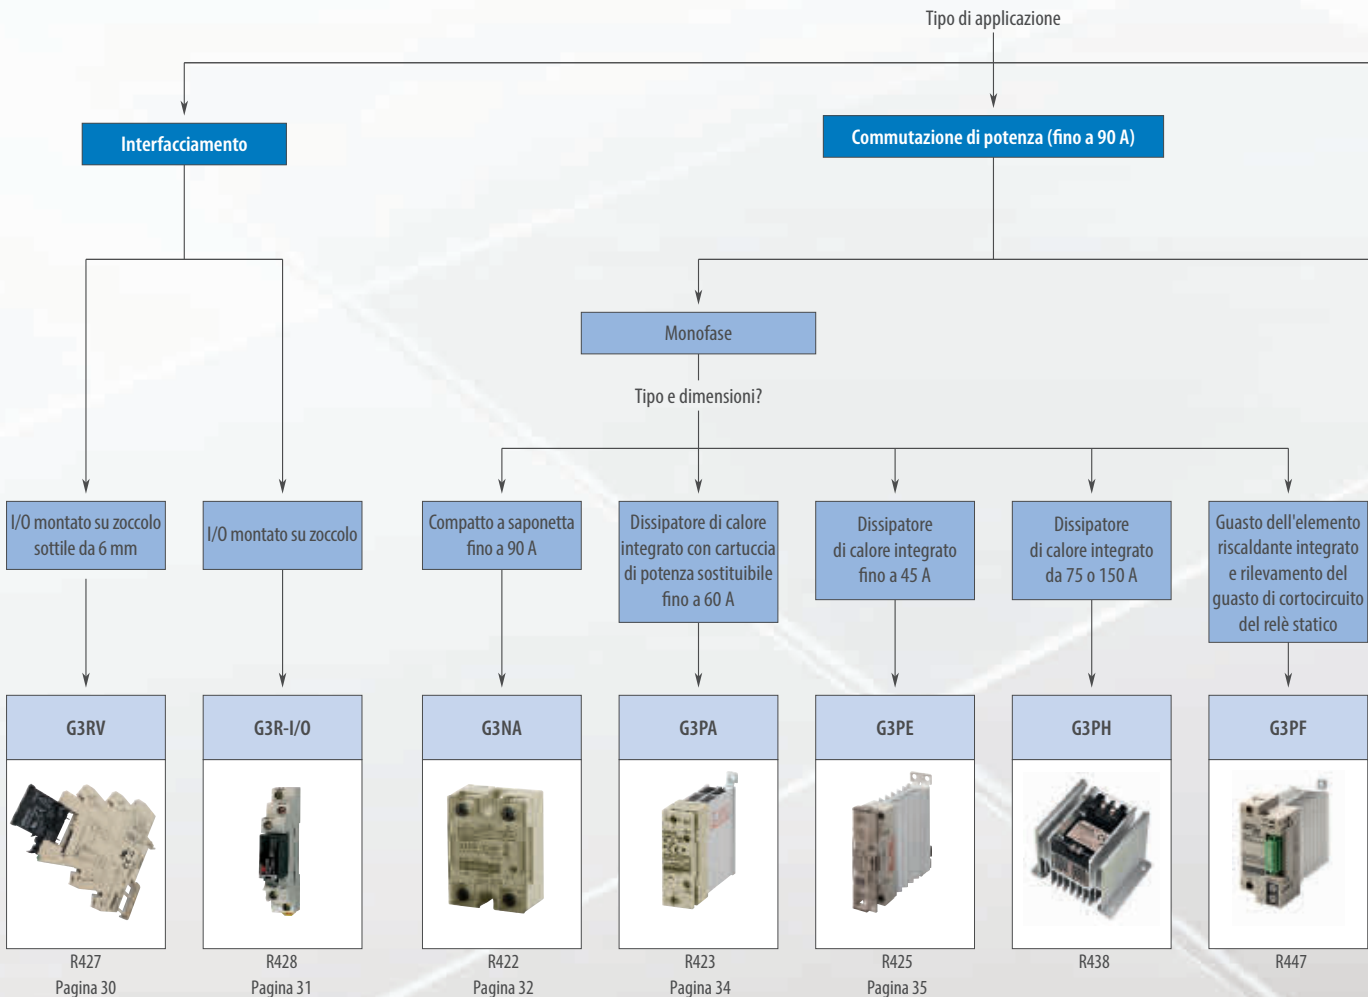 Tipo di applicazione
Interfacciamento
Commutazione di potenza (fino a 90 A)
Monofase
Tipo e dimensioni?
I/O montato su zoccolo
sottile da 6 mm
I/O montato su zoccolo
Compatto a saponetta
fino a 90 A
Dissipatore di calore
integrato con cartuccia
di potenza sostituibile
fino a 60 A
Dissipatore
di calore integrato
fino a 45 A
Dissipatore
di calore integrato
da 75 o 150 A
Guasto dell'elemento
riscaldante integrato
e rilevamento del
guasto di cortocircuito
del relè statico
G3RV
G3R-I/O
G3NA
G3PA
G3PE
G3PH
G3PF
R427
Pagina 30
R428
Pagina 31
R422
Pagina 32
R423
Pagina 34
R425
Pagina 35
R438
R447